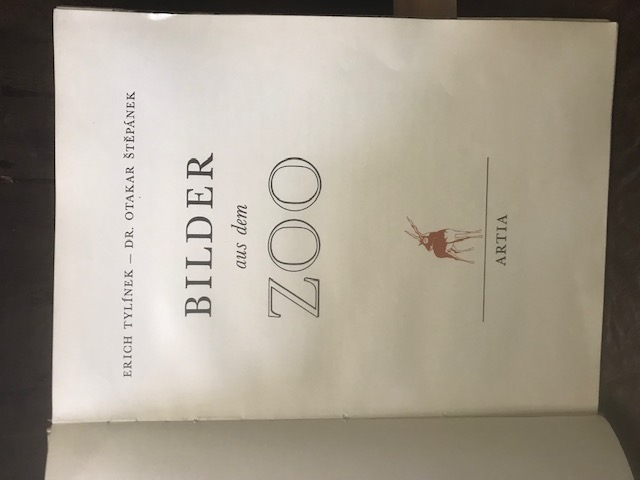 ERICH TYLÍNEK – DR. OTAKAR ŠTĚPÁNEK
BILDER
aus dem
ZOO
ARTIA